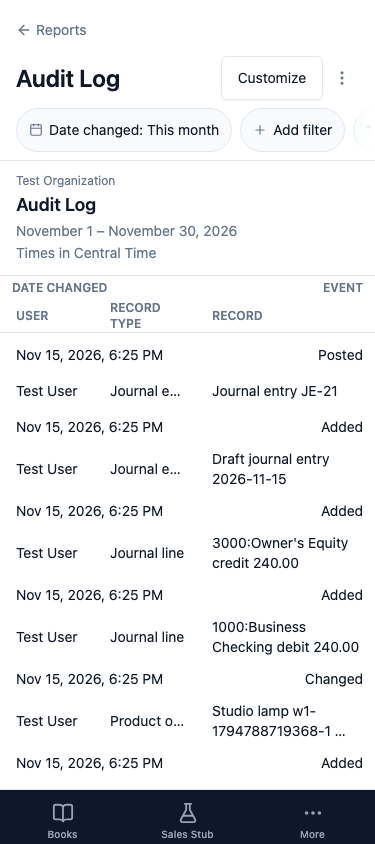 Reports
Audit Log
Customize
Date changed: This month
Add filter
Test Organization
Audit Log
November 1 – November 30, 2026
Times in Central Time
DATE CHANGED EVENT
USER RECORD TYPE RECORD
Nov 15, 2026, 6:25 PM Posted
Test User Journal e... Journal entry JE-21
Nov 15, 2026, 6:25 PM Added
Test User Journal e... Draft journal entry
2026-11-15
Nov 15, 2026, 6:25 PM Added
Test User Journal line 3000:Owner's Equity
credit 240.00
Nov 15, 2026, 6:25 PM Added
Test User Journal line 1000:Business
Checking debit 240.00
Nov 15, 2026, 6:25 PM Changed
Test User Product o... Studio lamp w1-
1794788719368-1 ...
Nov 15, 2026, 6:25 PM Added
Books Sales Stub More